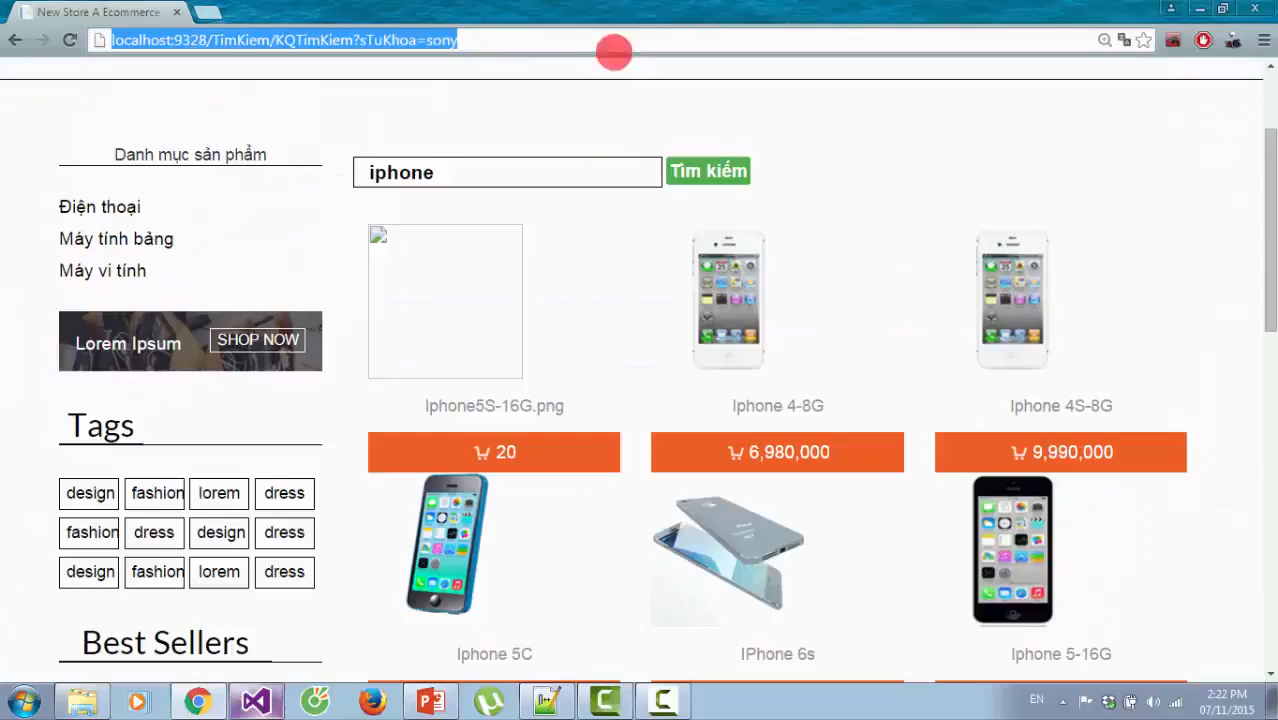 New Store A Ecommerce
localhost:9328/TimKiem/KQTimKiem?sTuKhoa=sony
Danh mục sản phẩm
iphone
Tìm kiếm
Điện thoại
Máy tính bảng
Máy vi tính
Lorem Ipsum
SHOP NOW
Iphone5S-16G.png
Iphone 4-8G
Iphone 4S-8G
20
6,980,000
9,990,000
Tags
design fashion lorem dress
fashion dress design dress
design fashion lorem dress
Best Sellers
Iphone 5C
IPhone 6s
Iphone 5-16G
EN
2:22 PM
07/11/2015